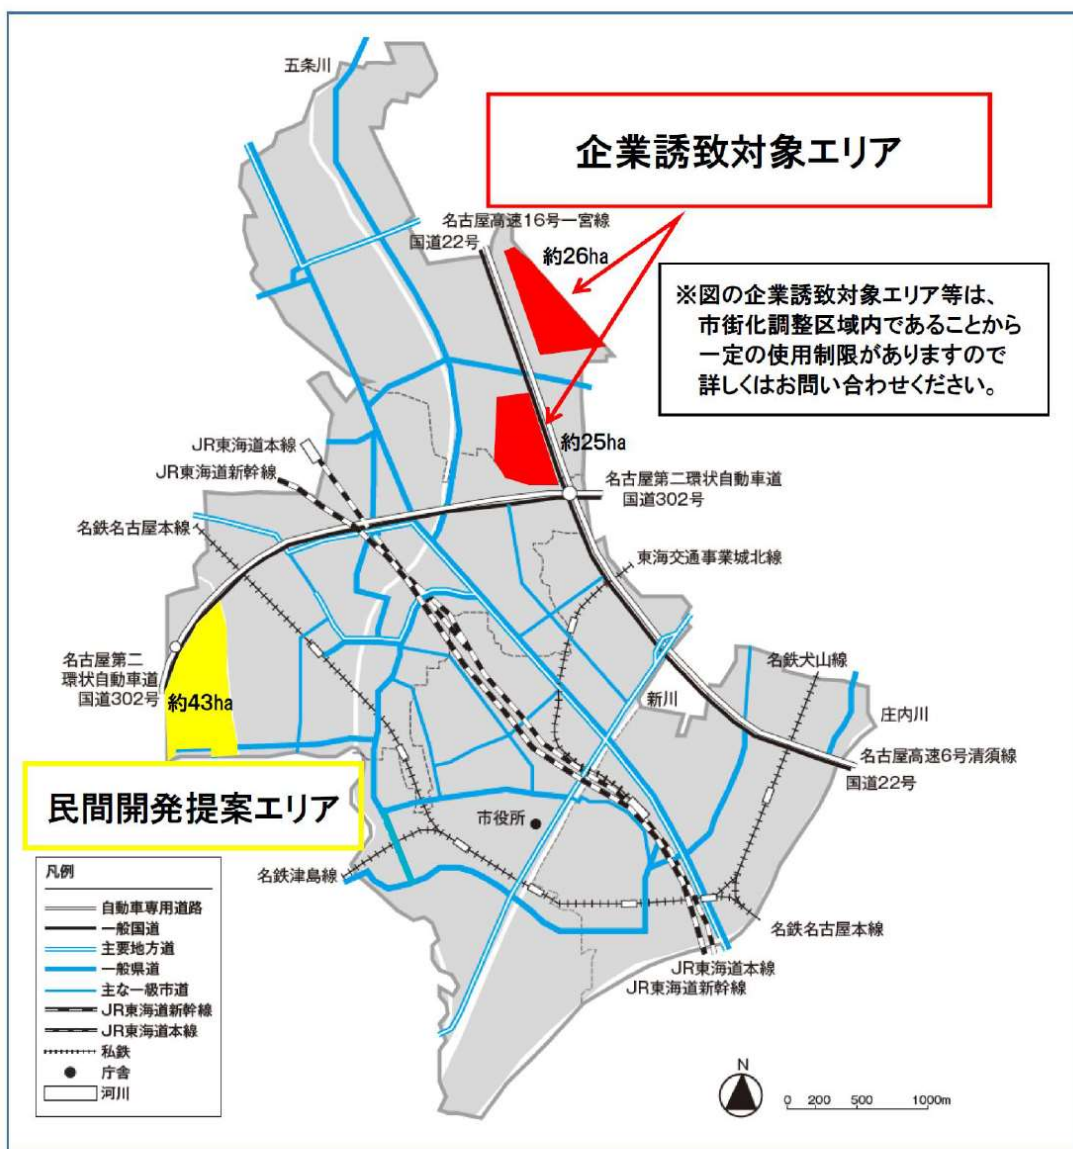 五条川
企業誘致対象エリア
名古屋高速16号一宮線
国道22号
約26ha
※図の企業誘致対象エリア等は、
市街化調整区域内であることから
一定の使用制限がありますので
詳しくはお問い合わせください。
約25ha
JR東海道本線
JR東海道新幹線
名古屋第二環状自動車道
国道302号
名鉄名古屋本線
東海交通事業城北線
名古屋第二
環状自動車道
国道302号
約43ha
名鉄犬山線
新川
庄内川
名古屋高速6号清須線
国道22号
民間開発提案エリア
市役所
名鉄津島線
名鉄名古屋本線
JR東海道本線
JR東海道新幹線
凡例
自動車専用道路
一般国道
主要地方道
一般県道
主な一級市道
JR東海道新幹線
JR東海道本線
私鉄
庁舎
河川
N
0 200 500 1000m